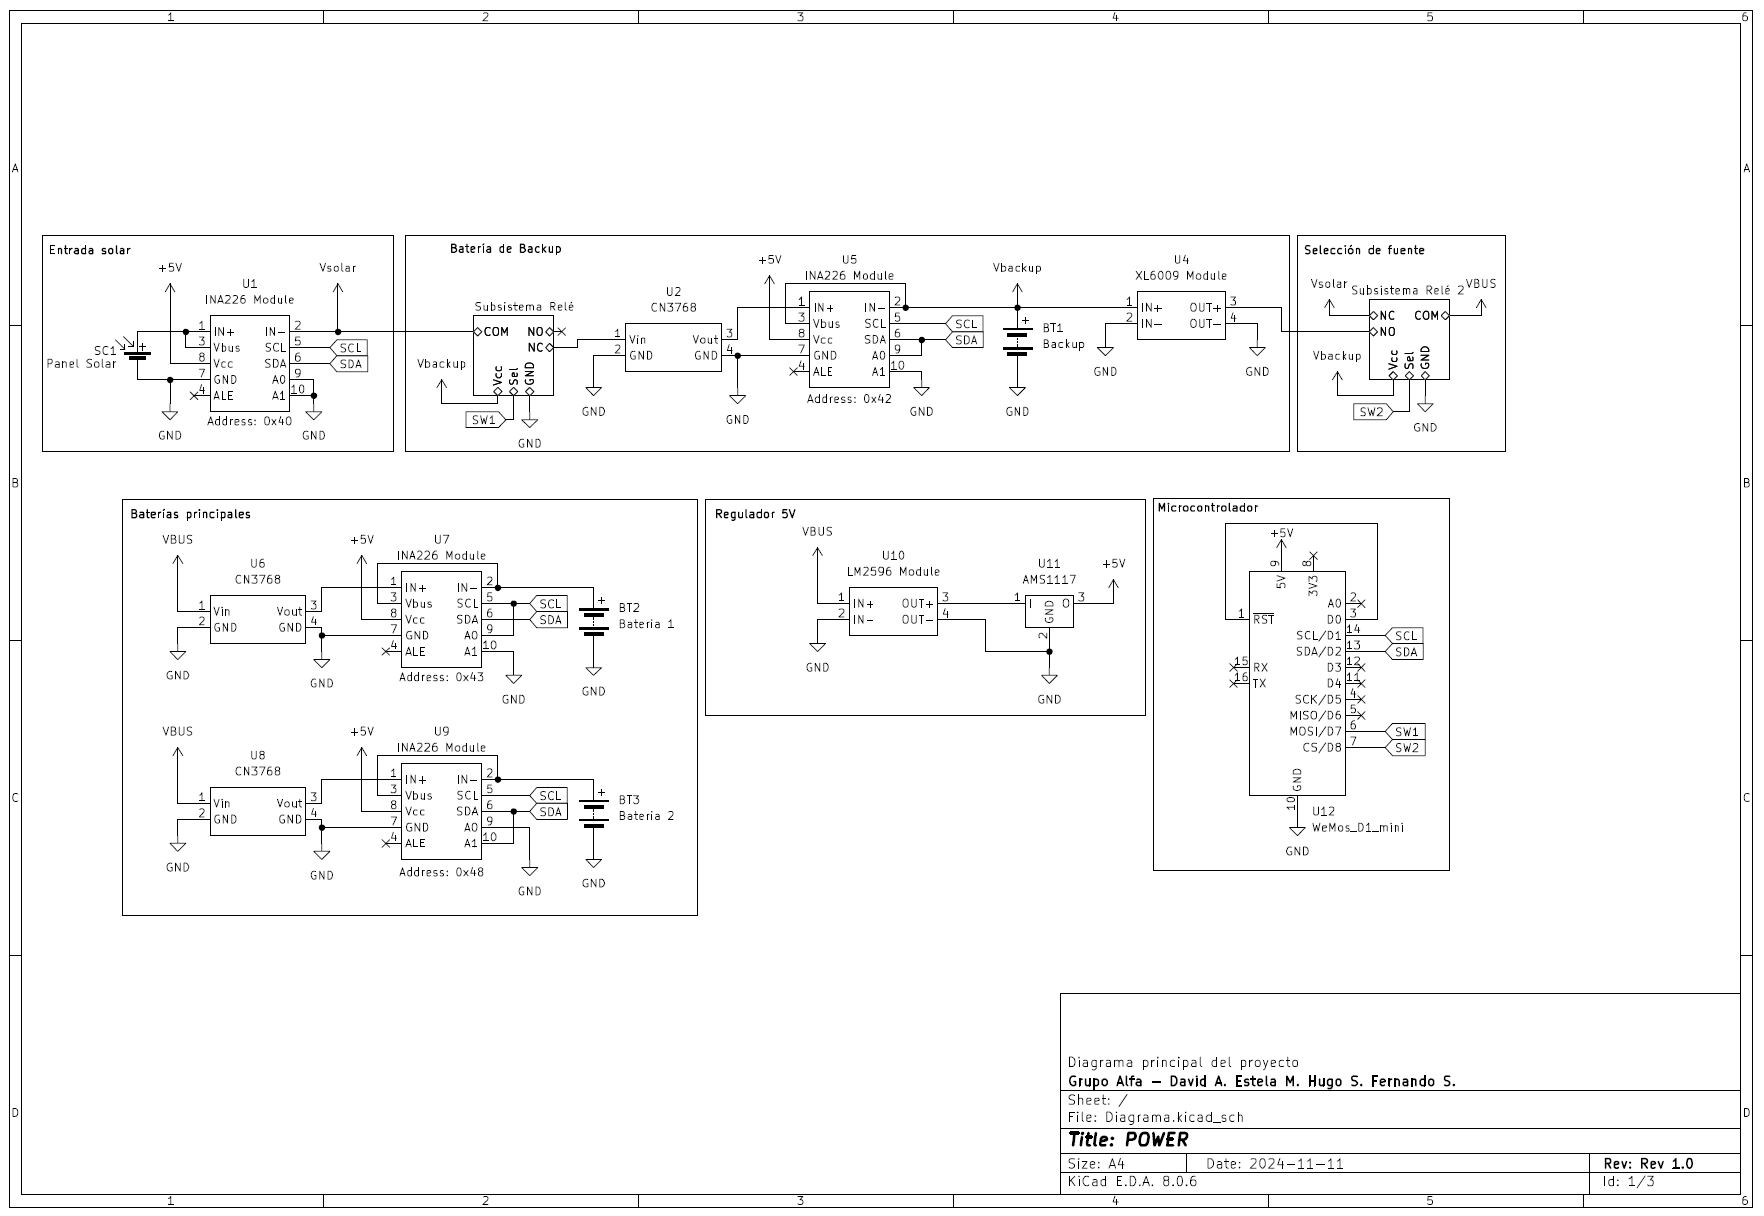 1 2 3 4 5 6
A A
B B
C C
D D
Entrada solar
+5V
Vsolar
U1
INA226 Module
SC1
Panel Solar
1 IN+ IN- 2
3 Vbus SCL 5 SCL
8 Vcc SDA 6 SDA
7 GND A0 9
4 ALE A1 10
Address: 0x40
GND
GND
Batería de Backup
Subsistema Relé
COM NO
NC
Vcc Sel GND
Vbackup
SW1
GND
U2
CN3768
1 Vin Vout 3
2 GND GND 4
GND
GND
+5V
U5
INA226 Module
1 IN+ IN- 2
3 Vbus SCL 5 SCL
8 Vcc SDA 6 SDA
7 GND A0 9
4 ALE A1 10
Address: 0x42
GND
Vbackup
BT1
Backup
+
GND
U4
XL6009 Module
1 IN+ OUT+ 3
2 IN- OUT- 4
GND
GND
Selección de fuente
Vsolar
Subsistema Relé 2
VBUS
NC COM
NO
Vcc Sel GND
Vbackup
SW2
GND
Baterías principales
VBUS
U6
CN3768
1 Vin Vout 3
2 GND GND 4
GND
GND
+5V
U7
INA226 Module
1 IN+ IN- 2
3 Vbus SCL 5 SCL
8 Vcc SDA 6 SDA
7 GND A0 9
4 ALE A1 10
Address: 0x43
GND
+
BT2
Bateria 1
GND
VBUS
U8
CN3768
1 Vin Vout 3
2 GND GND 4
GND
GND
+5V
U9
INA226 Module
1 IN+ IN- 2
3 Vbus SCL 5 SCL
8 Vcc SDA 6 SDA
7 GND A0 9
4 ALE A1 10
Address: 0x48
GND
+
BT3
Bateria 2
GND
Regulador 5V
VBUS
U10
LM2596 Module
1 IN+ OUT+ 3
2 IN- OUT- 4
GND
U11
AMS1117
1 I GND O 3
2
+5V
GND
Microcontrolador
+5V
9 8
5V 3V3
A0 2
1 RST D0 3
SCL/D1 14 SCL
SDA/D2 13 SDA
15 RX D3 12
16 TX D4 11
SCK/D5 4
MISO/D6 5
MOSI/D7 6 SW1
CS/D8 7 SW2
GND
10
U12
WeMos_D1_mini
GND
Diagrama principal del proyecto
Grupo Alfa – David A. Estela M. Hugo S. Fernando S.
Sheet: /
File: Diagrama.kicad_sch
Title: POWER
Size: A4 Date: 2024-11-11 Rev: Rev 1.0
KiCad E.D.A. 8.0.6 Id: 1/3
1 2 3 4 5 6